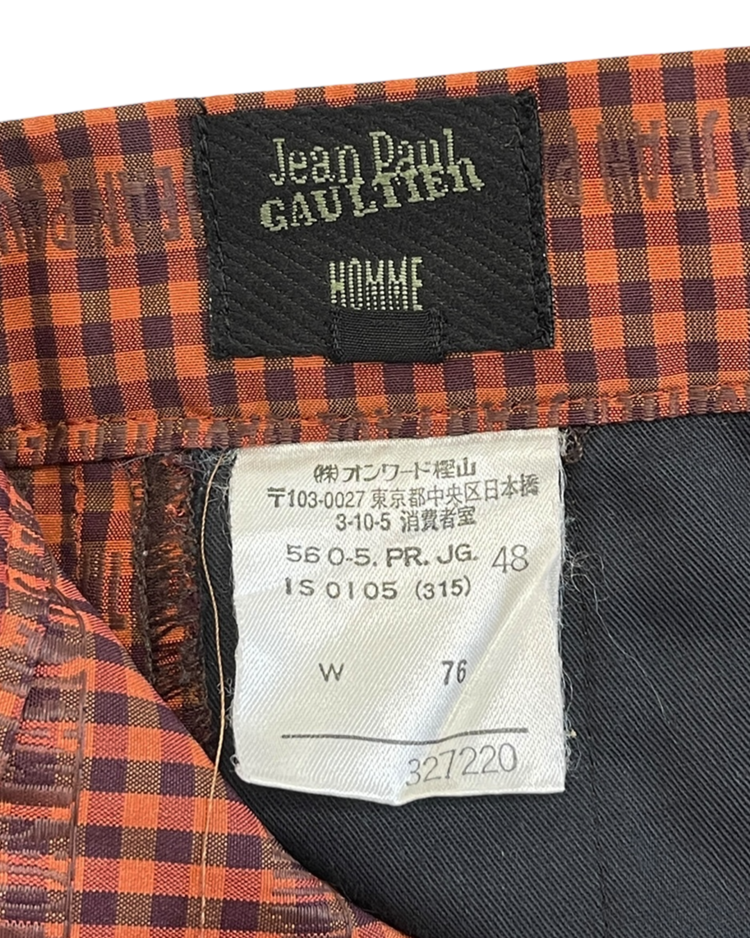 Jean Paul
GAULTIER
HOMME
JEAN P
(株)オンワード樫山
〒103-0027 東京都中央区日本橋
3-10-5 消費者室
560-5. PR. JG. 48
IS 0105 (315)
W 76
327220